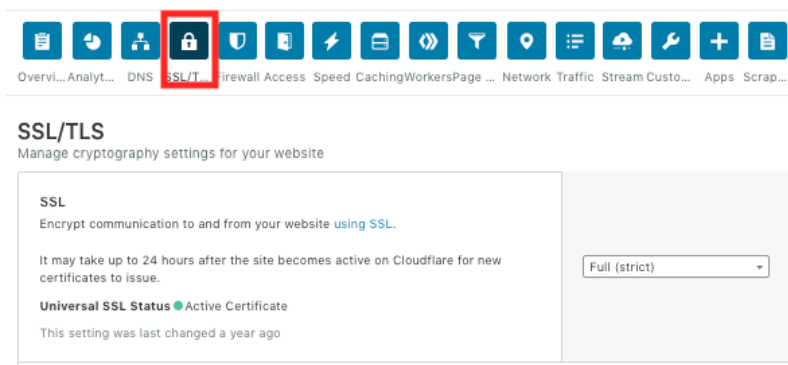 Overvi... Analyt... DNS SSL/T... Firewall Access Speed Caching Workers Page ... Network Traffic Stream Custo... Apps Scrap...
SSL/TLS
Manage cryptography settings for your website
SSL
Encrypt communication to and from your website using SSL.
It may take up to 24 hours after the site becomes active on Cloudflare for new
certificates to issue.
Full (strict)
Universal SSL Status Active Certificate
This setting was last changed a year ago